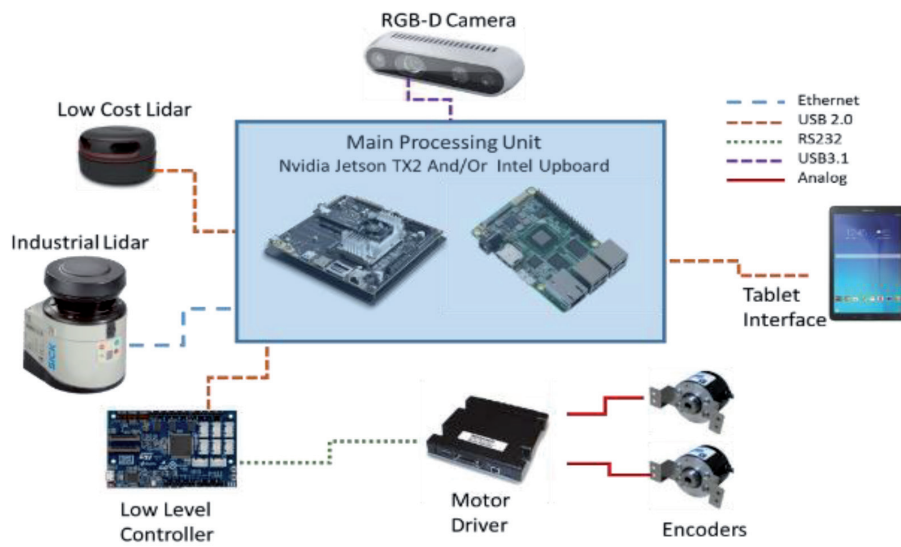 RGB-D Camera
Low Cost Lidar
Ethernet
USB 2.0
RS232
USB3.1
Analog
Main Processing Unit
Nvidia Jetson TX2 And/Or Intel Upboard
Industrial Lidar
SICK
Tablet
Interface
Low Level
Controller
Motor
Driver
Encoders